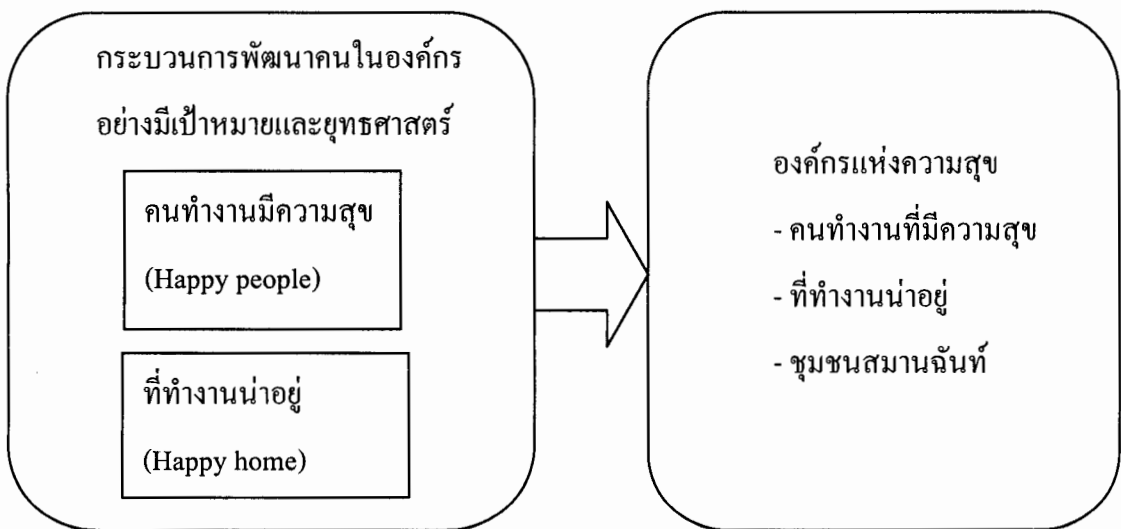 กระบวนการพัฒนาคนในองค์กร
อย่างมีเป้าหมายและยุทธศาสตร์
คนทำงานมีความสุข
(Happy people)
ที่ทำงานน่าอยู่
(Happy home)
องค์กรแห่งความสุข
- คนทำงานที่มีความสุข
- ที่ทำงานน่าอยู่
- ชุมชนสมานฉันท์